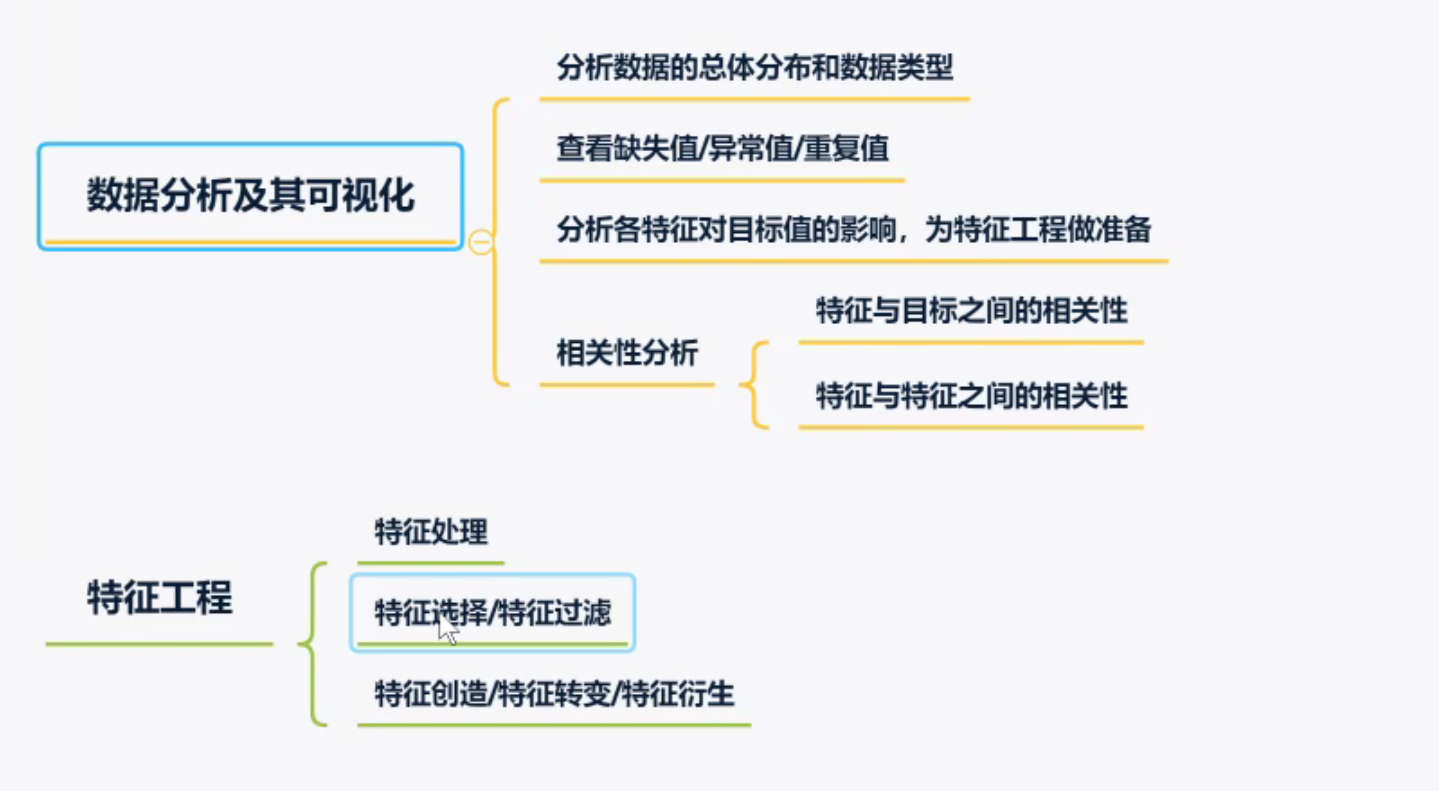 数据分析及其可视化
分析数据的总体分布和数据类型
查看缺失值/异常值/重复值
分析各特征对目标值的影响，为特征工程做准备
相关性分析
特征与目标之间的相关性
特征与特征之间的相关性
特征工程
特征处理
特征选择/特征过滤
特征创造/特征转变/特征衍生